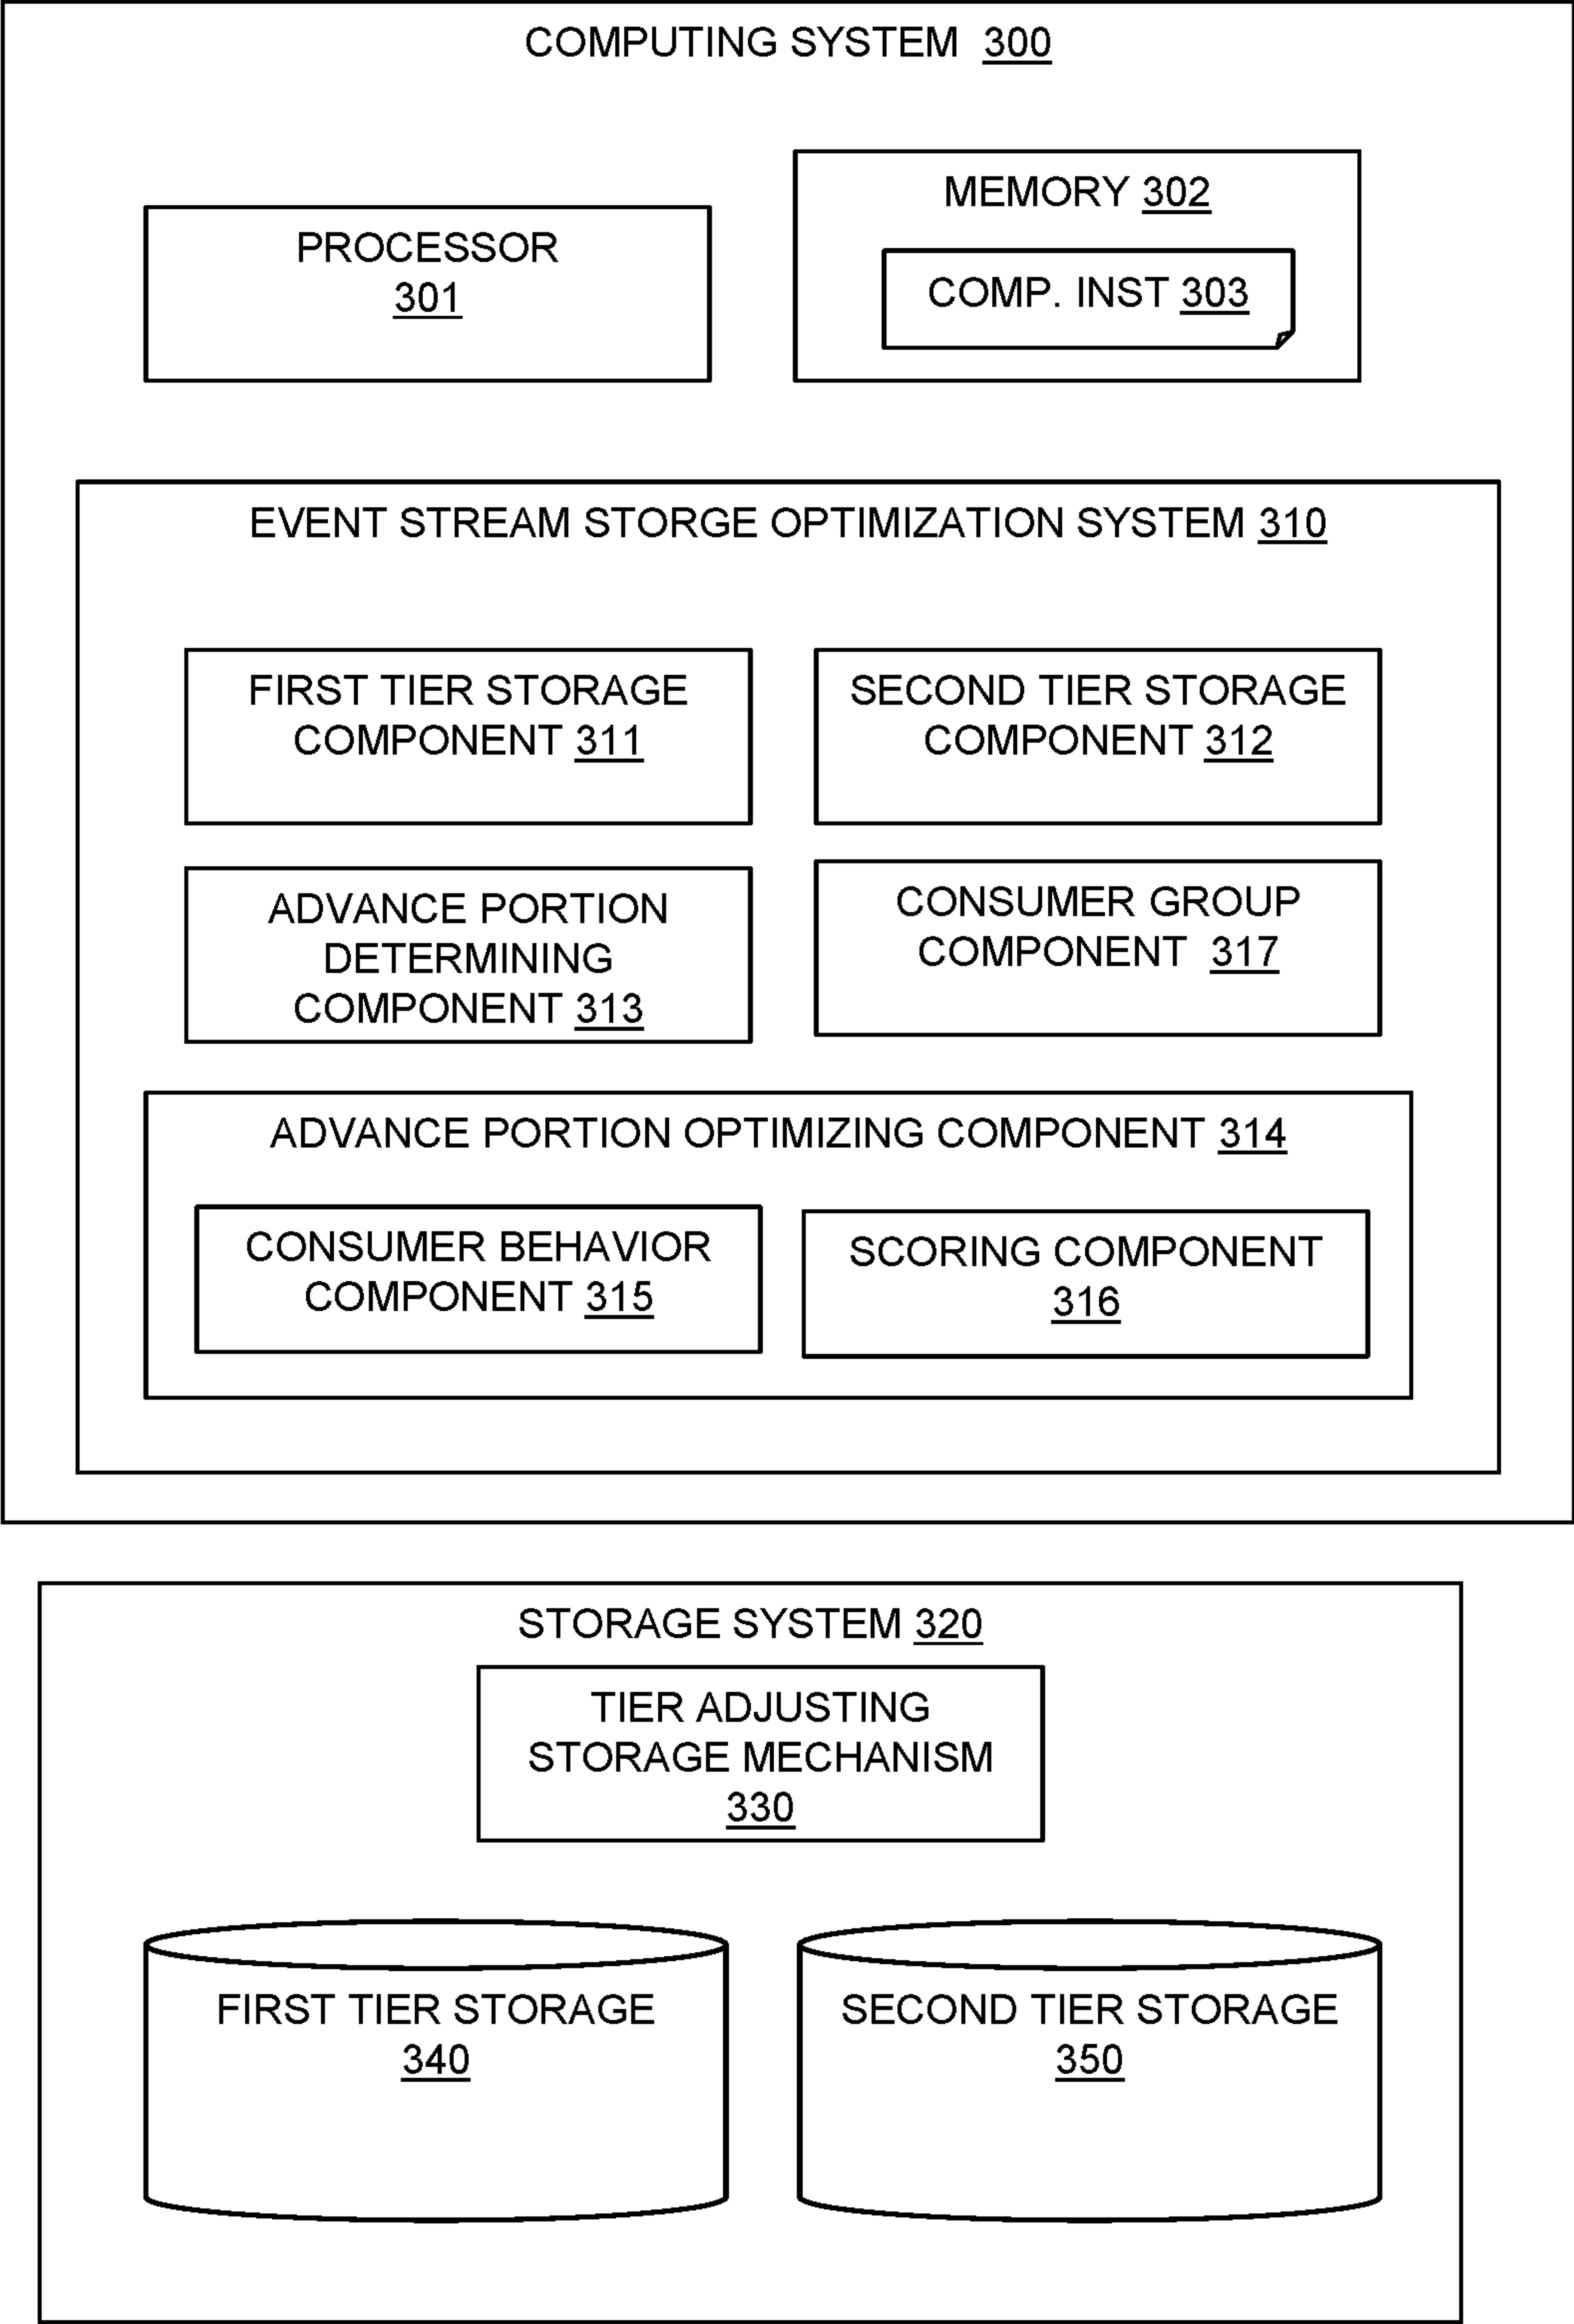 COMPUTING SYSTEM 300
PROCESSOR
301
MEMORY 302
COMP. INST 303
EVENT STREAM STORGE OPTIMIZATION SYSTEM 310
FIRST TIER STORAGE
COMPONENT 311
SECOND TIER STORAGE
COMPONENT 312
ADVANCE PORTION
DETERMINING
COMPONENT 313
CONSUMER GROUP
COMPONENT 317
ADVANCE PORTION OPTIMIZING COMPONENT 314
CONSUMER BEHAVIOR
COMPONENT 315
SCORING COMPONENT
316
STORAGE SYSTEM 320
TIER ADJUSTING
STORAGE MECHANISM
330
FIRST TIER STORAGE
340
SECOND TIER STORAGE
350